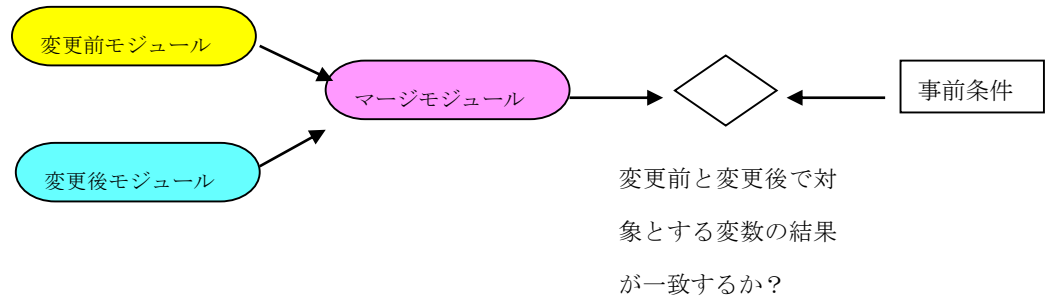 変更前モジュール
マージモジュール
事前条件
変更後モジュール
変更前と変更後で対
象とする変数の結果
が一致するか？